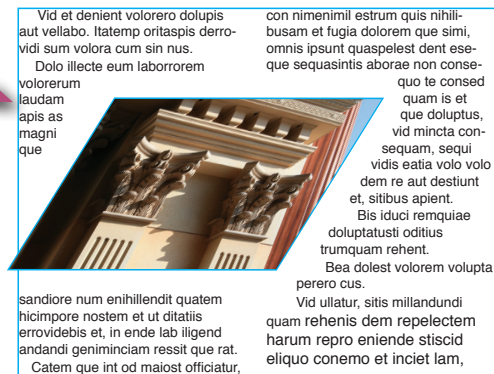 Vid et denient volorero dolupis
aut vellabo. Itatemp oritaspis derro-
vidi sum volora cum sin nus.
Dolo illecte eum laborrorem
volorerum
laudam
apis as
magni
que
sandiore num enihillendit quatem
hicimpore nostem et ut ditatiis
errovidebis et, in ende lab iligend
andandi geniminciam ressit que rat.
Catem que int od maiost officiatur,
con nimenimil estrum quis nihili-
busam et fugia dolorem que simi,
omnis ipsunt quaspelest dent ese-
que sequasintis aborae non conse-
quo te consed
quam is et
que doluptus,
vid mincta con-
sequam, sequi
vidis eatia volo volo
dem re aut destiunt
et, sitibus apient.
Bis iduci remquiae
doluptatusti oditius
trumquam rehent.
Bea dolest volorem volupta
perero cus.
Vid ullatur, sitis millandundi
quam rehenis dem repelectem
harum repro eniende stiscid
eliquo conemo et inciet lam,